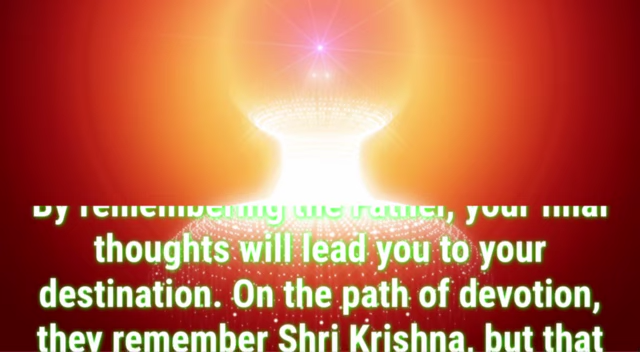 By remembering the Father, your final
thoughts will lead you to your
destination. On the path of devotion,
they remember Shri Krishna, but that